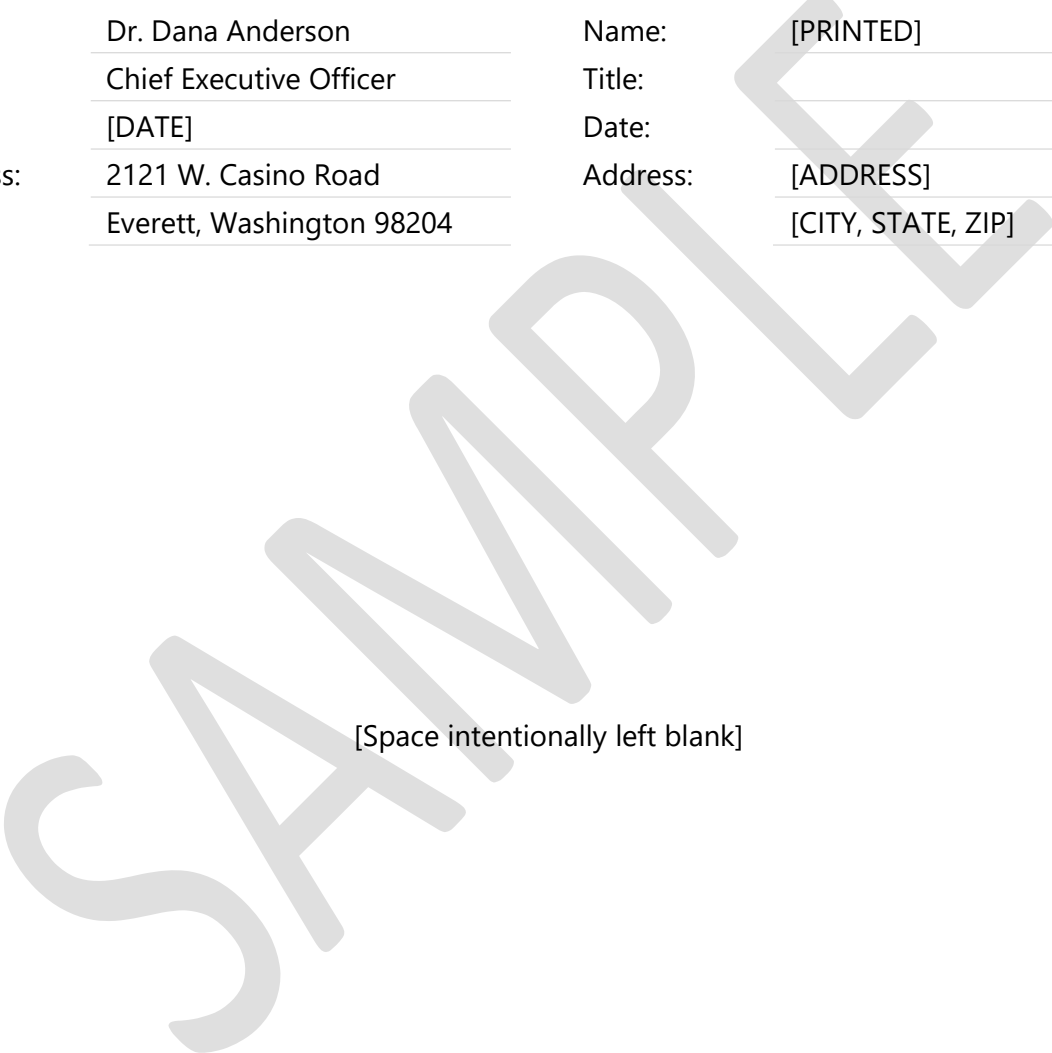 Dr. Dana Anderson Name: [PRINTED]
Chief Executive Officer Title:
[DATE] Date:
s: 2121 W. Casino Road Address: [ADDRESS]
Everett, Washington 98204 [CITY, STATE, ZIP]
[Space intentionally left blank]
SAMPLE